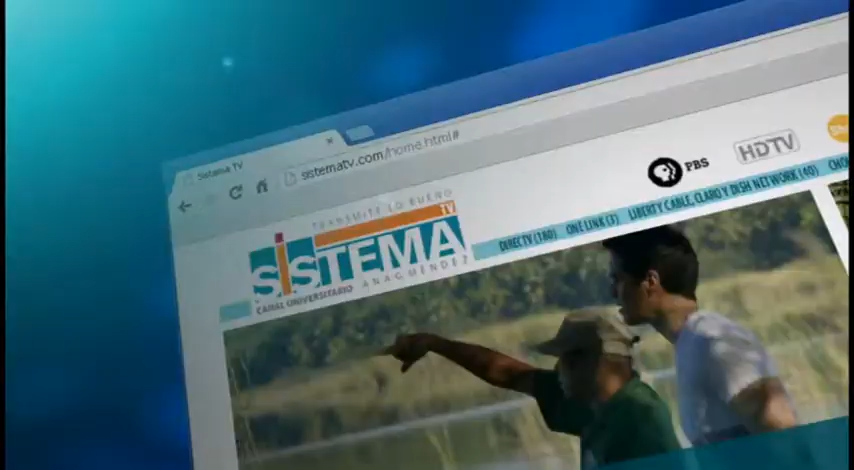 Sistema TV
sistematv.com/home.html#
PBS
HDTV
TRANSMITE LO BUENO
TV
SISTEMA
CANAL UNIVERSITARIO ANA G. MÉNDEZ
DIRECTV (180) ONE LINK (3) LIBERTY CABLE, CLARO Y DISH NETWORK (40)